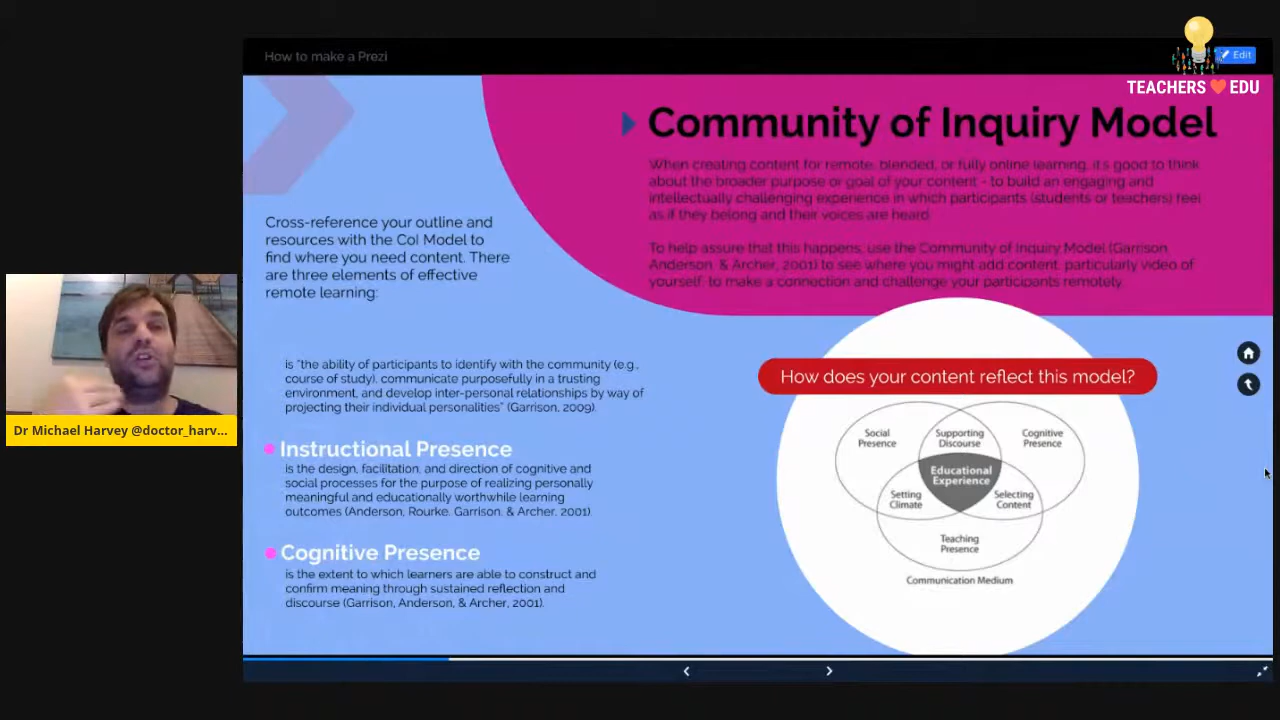 How to make a Prezi
Edit
TEACHERS EDU
Community of Inquiry Model
When creating content for remote, blended, or fully online learning, it's good to think
about the broader purpose or goal of your content - to build an engaging and
intellectually challenging experience in which participants (students or teachers) feel
as if they belong and their voices are heard.
To help assure that this happens, use the Community of Inquiry Model (Garrison,
Anderson, & Archer, 2001) to see where you might add content, particularly video of
yourself, to make a connection and challenge your participants remotely.
Cross-reference your outline and
resources with the CoI Model to
find where you need content. There
are three elements of effective
remote learning:
is "the ability of participants to identify with the community (e.g.,
course of study), communicate purposefully in a trusting
environment, and develop inter-personal relationships by way of
projecting their individual personalities" (Garrison, 2009).
Instructional Presence
is the design, facilitation, and direction of cognitive and
social processes for the purpose of realizing personally
meaningful and educationally worthwhile learning
outcomes (Anderson, Rourke, Garrison, & Archer, 2001).
Cognitive Presence
is the extent to which learners are able to construct and
confirm meaning through sustained reflection and
discourse (Garrison, Anderson, & Archer, 2001).
How does your content reflect this model?
Social
Presence
Supporting
Discourse
Cognitive
Presence
Educational
Experience
Setting
Climate
Selecting
Content
Teaching
Presence
Communication Medium
Dr Michael Harvey @doctor_harv...